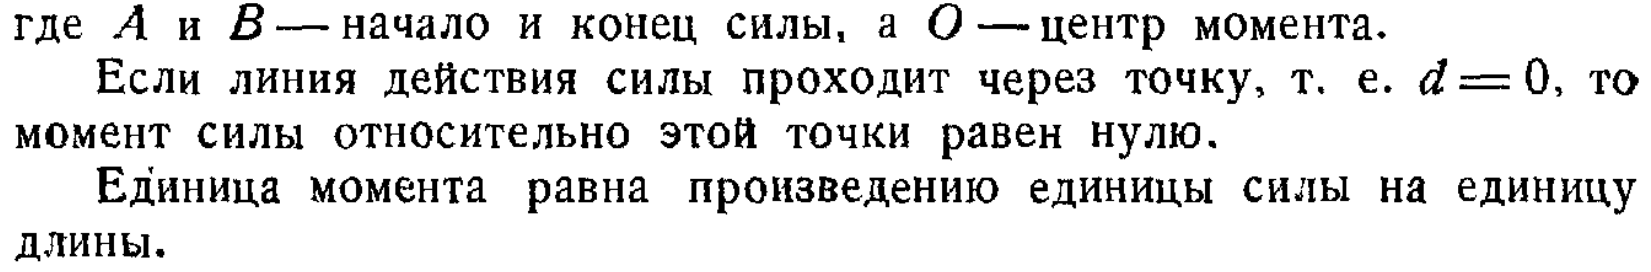 где A и B — начало и конец силы, а O — центр момента.
Если линия действия силы проходит через точку, т. е. d = 0, то
момент силы относительно этой точки равен нулю.
Единица момента равна произведению единицы силы на единицу
длины.